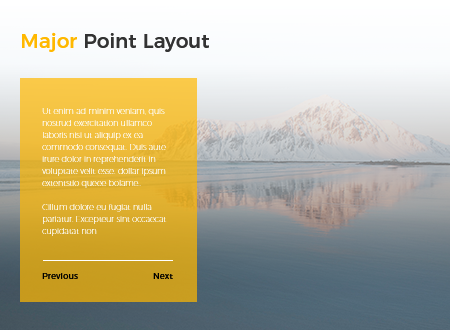 Major Point Layout
Ut enim ad minim veniam, quis
nostrud exercitation ullamco
laboris nisi ut aliquip ex ea
commodo consequat. Duis aute
irure dolor in reprehenderit in
voluptate velit esse, dollar ipsum
extenistio queee bolame.
Cillum dolore eu fugiat nulla
pariatur. Excepteur sint occaecat
cupidatat non
Previous
Next